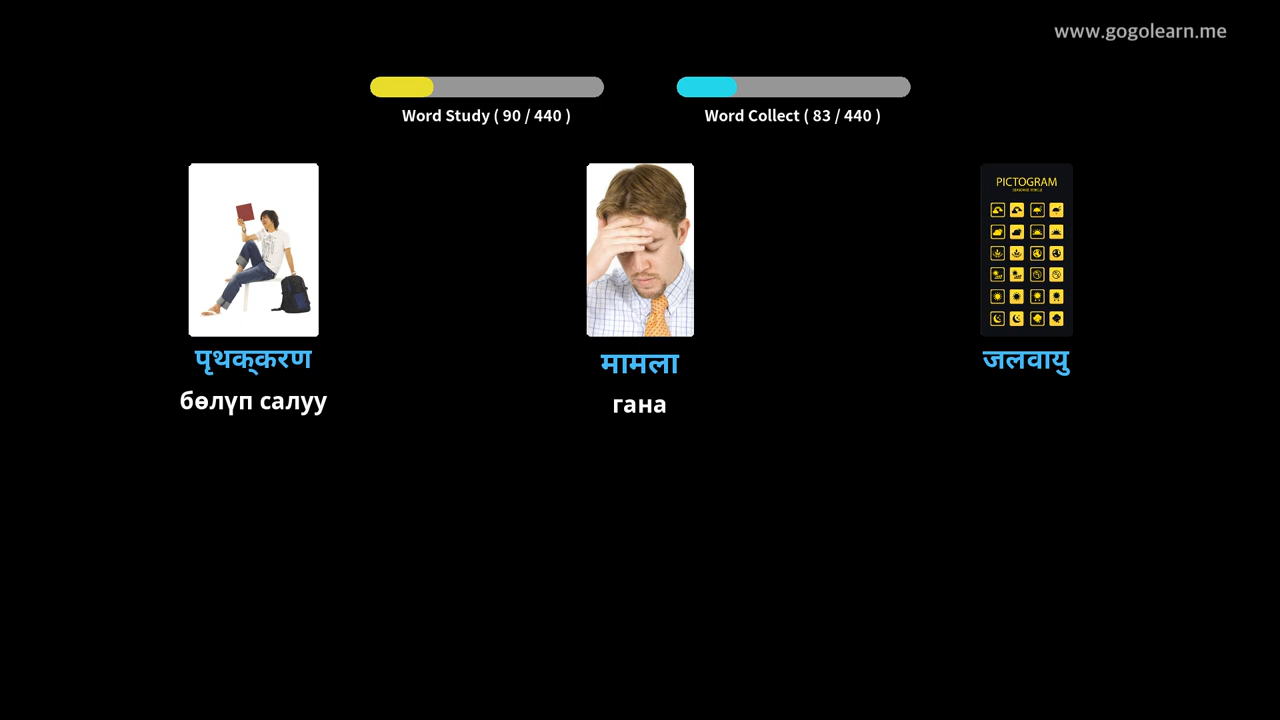 www.gogolearn.me
Word Study ( 90 / 440 )
Word Collect ( 83 / 440 )
PICTOGRAM
पृथक्‌करण
मामला
जलवायु
бөлүп салуу
гана